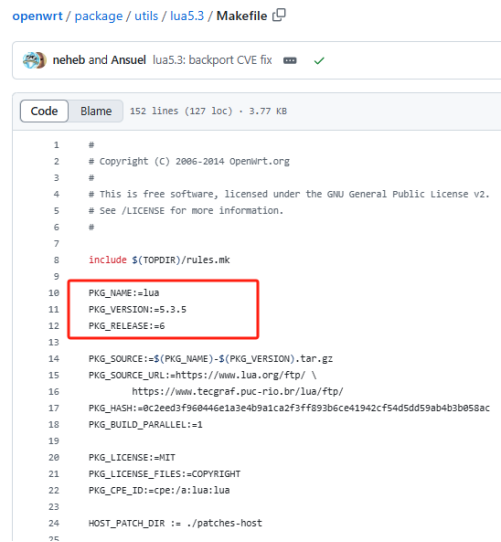 openwrt / package / utils / lua5.3 / Makefile
neheb and Ansuel lua5.3: backport CVE fix
Code Blame 152 lines (127 loc) · 3.77 KB
1 #
2 # Copyright (C) 2006-2014 OpenWrt.org
3 #
4 # This is free software, licensed under the GNU General Public License v2.
5 # See /LICENSE for more information.
6 #
7
8 include $(TOPDIR)/rules.mk
9
10 PKG_NAME:=lua
11 PKG_VERSION:=5.3.5
12 PKG_RELEASE:=6
13
14 PKG_SOURCE:=$(PKG_NAME)-$(PKG_VERSION).tar.gz
15 PKG_SOURCE_URL:=https://www.lua.org/ftp/ \
16 https://www.tecgraf.puc-rio.br/lua/ftp/
17 PKG_HASH:=0c2eed3f960446e1a3e4b9a1ca2f3ff893b6ce41942cf54d5dd59ab4b3b058ac
18 PKG_BUILD_PARALLEL:=1
19
20 PKG_LICENSE:=MIT
21 PKG_LICENSE_FILES:=COPYRIGHT
22 PKG_CPE_ID:=cpe:/a:lua:lua
23
24 HOST_PATCH_DIR := ./patches-host
25